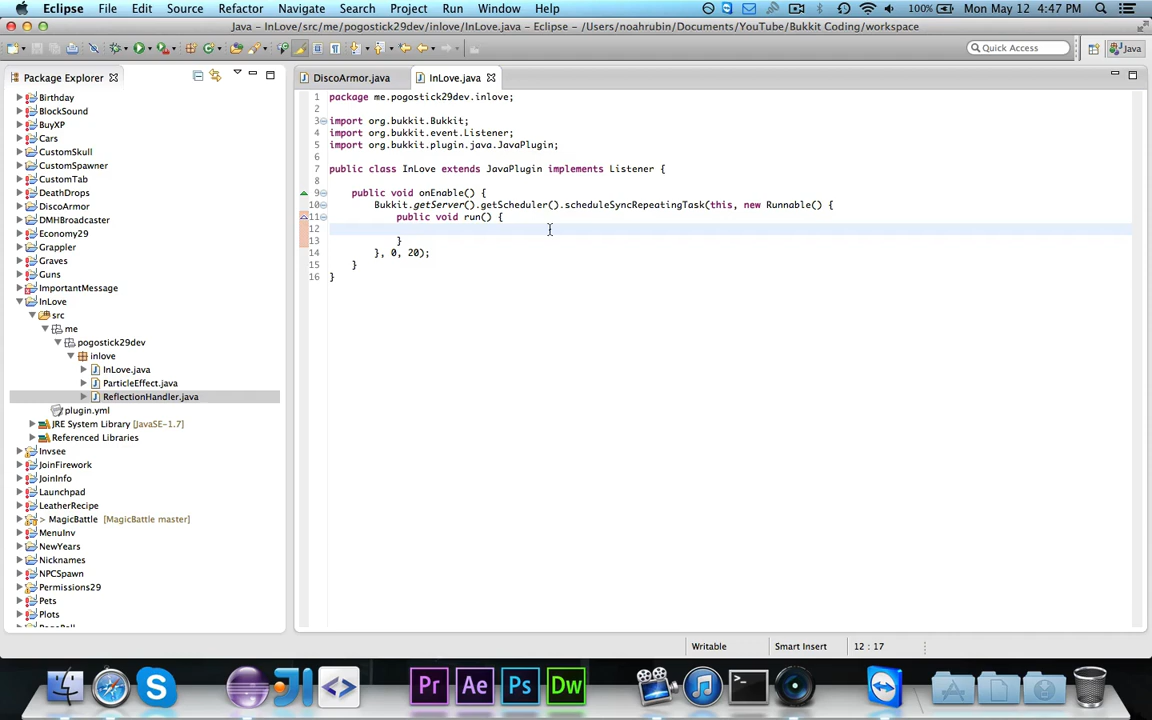 Eclipse File Edit Source Refactor Navigate Search Project Run Window Help 100% Mon May 12 4:47 PM
Java – InLove/src/me/pogostick29dev/inlove/InLove.java – Eclipse – /Users/noahrubin/Documents/YouTube/Bukkit Coding/workspace
Quick Access Java
Package Explorer
DiscoArmor.java InLove.java
Birthday
BlockSound
BuyXP
Cars
CustomSkull
CustomSpawner
CustomTab
DeathDrops
DiscoArmor
DMHBroadcaster
Economy29
Grappler
Graves
Guns
ImportantMessage
InLove
src
me
pogostick29dev
inlove
InLove.java
ParticleEffect.java
ReflectionHandler.java
plugin.yml
JRE System Library [JavaSE-1.7]
Referenced Libraries
Invsee
JoinFirework
JoinInfo
Launchpad
LeatherRecipe
> MagicBattle [MagicBattle master]
MenuInv
NewYears
Nicknames
NPCSpawn
Permissions29
Pets
Plots
1 package me.pogostick29dev.inlove;
2
3 import org.bukkit.Bukkit;
4 import org.bukkit.event.Listener;
5 import org.bukkit.plugin.java.JavaPlugin;
6
7 public class InLove extends JavaPlugin implements Listener {
8
9 public void onEnable() {
10 Bukkit.getServer().getScheduler().scheduleSyncRepeatingTask(this, new Runnable() {
11 public void run() {
12
13 }
14 }, 0, 20);
15 }
16 }
Writable Smart Insert 12 : 17
S Pr Ae Ps Dw >_